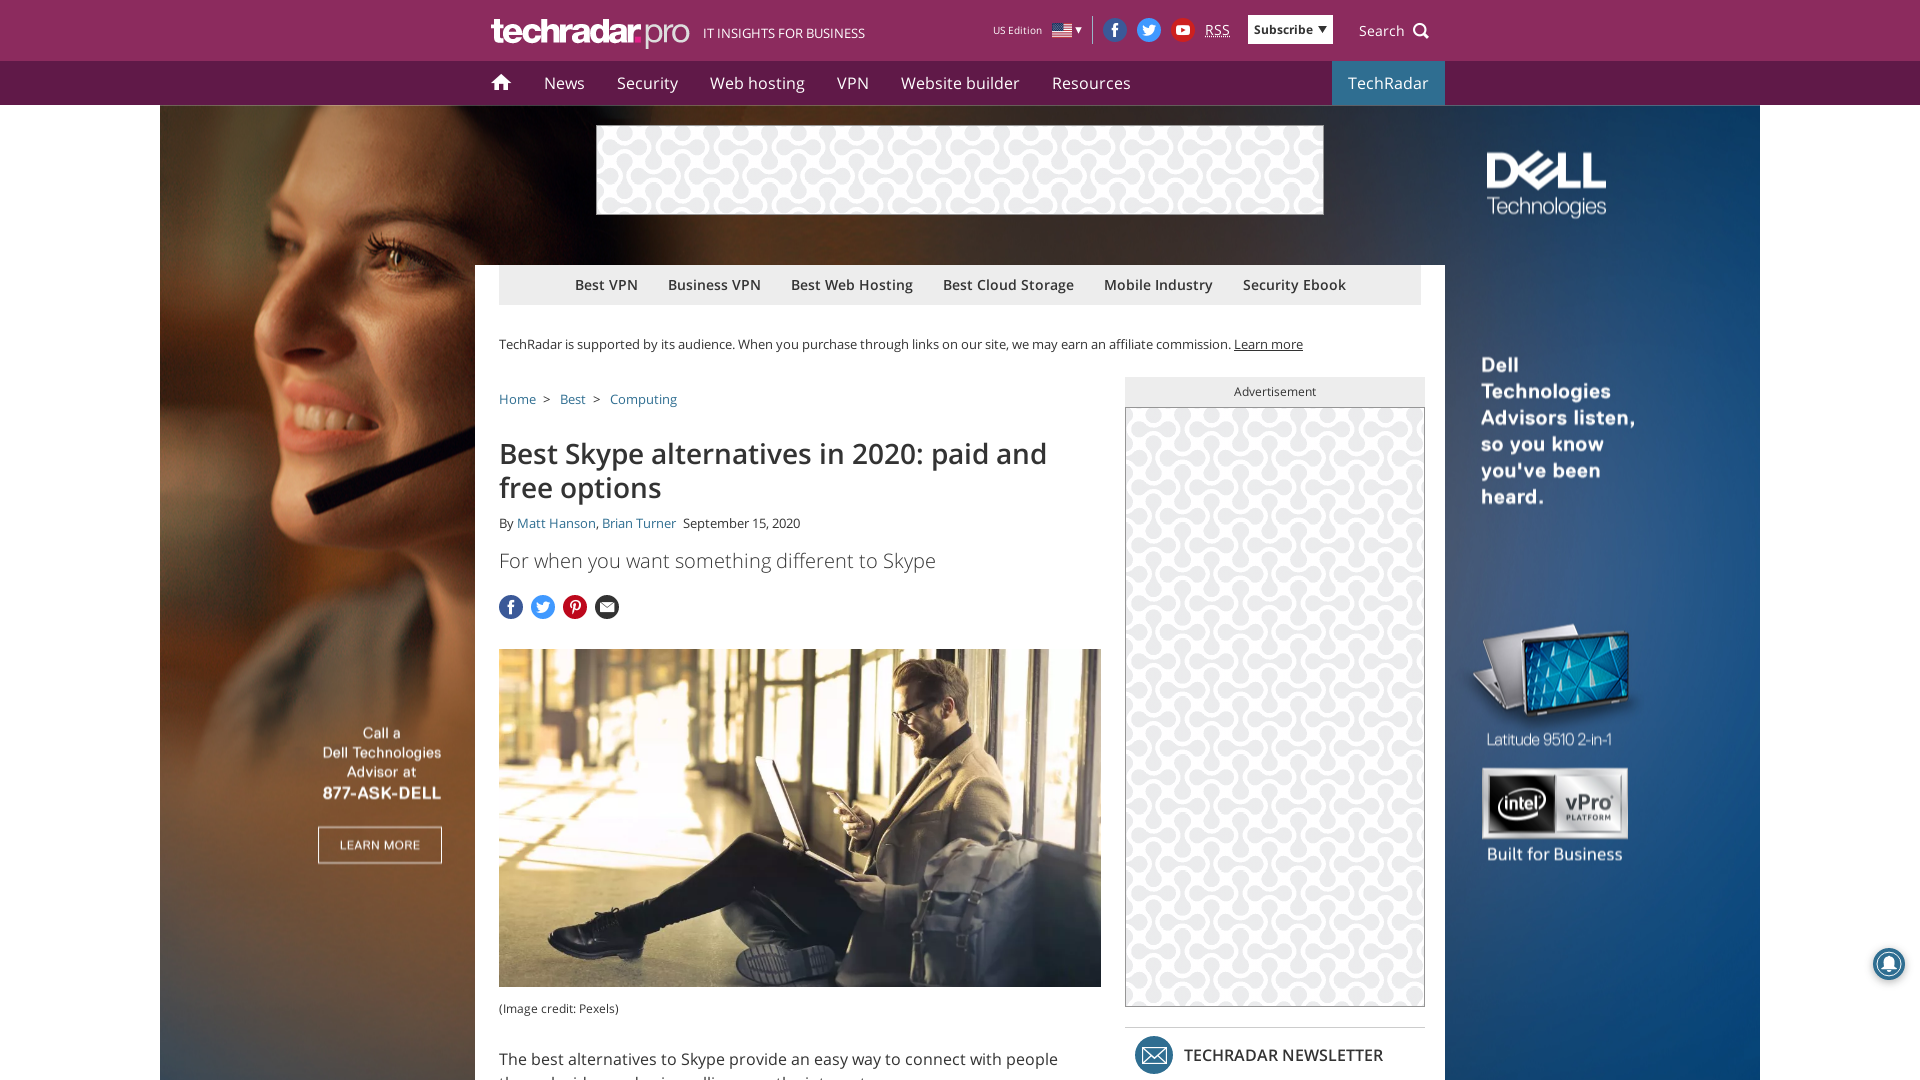 techradar.pro IT INSIGHTS FOR BUSINESS
US Edition
RSS
Subscribe
Search
News
Security
Web hosting
VPN
Website builder
Resources
TechRadar
DELL
Technologies
Best VPN
Business VPN
Best Web Hosting
Best Cloud Storage
Mobile Industry
Security Ebook
TechRadar is supported by its audience. When you purchase through links on our site, we may earn an affiliate commission. Learn more
Home > Best > Computing
Advertisement
Best Skype alternatives in 2020: paid and
free options
By Matt Hanson, Brian Turner September 15, 2020
For when you want something different to Skype
(Image credit: Pexels)
The best alternatives to Skype provide an easy way to connect with people
TECHRADAR NEWSLETTER
Call a
Dell Technologies
Advisor at
877-ASK-DELL
LEARN MORE
Dell
Technologies
Advisors listen,
so you know
you've been
heard.
Latitude 9510 2-in-1
intel
vPro
PLATFORM
Built for Business